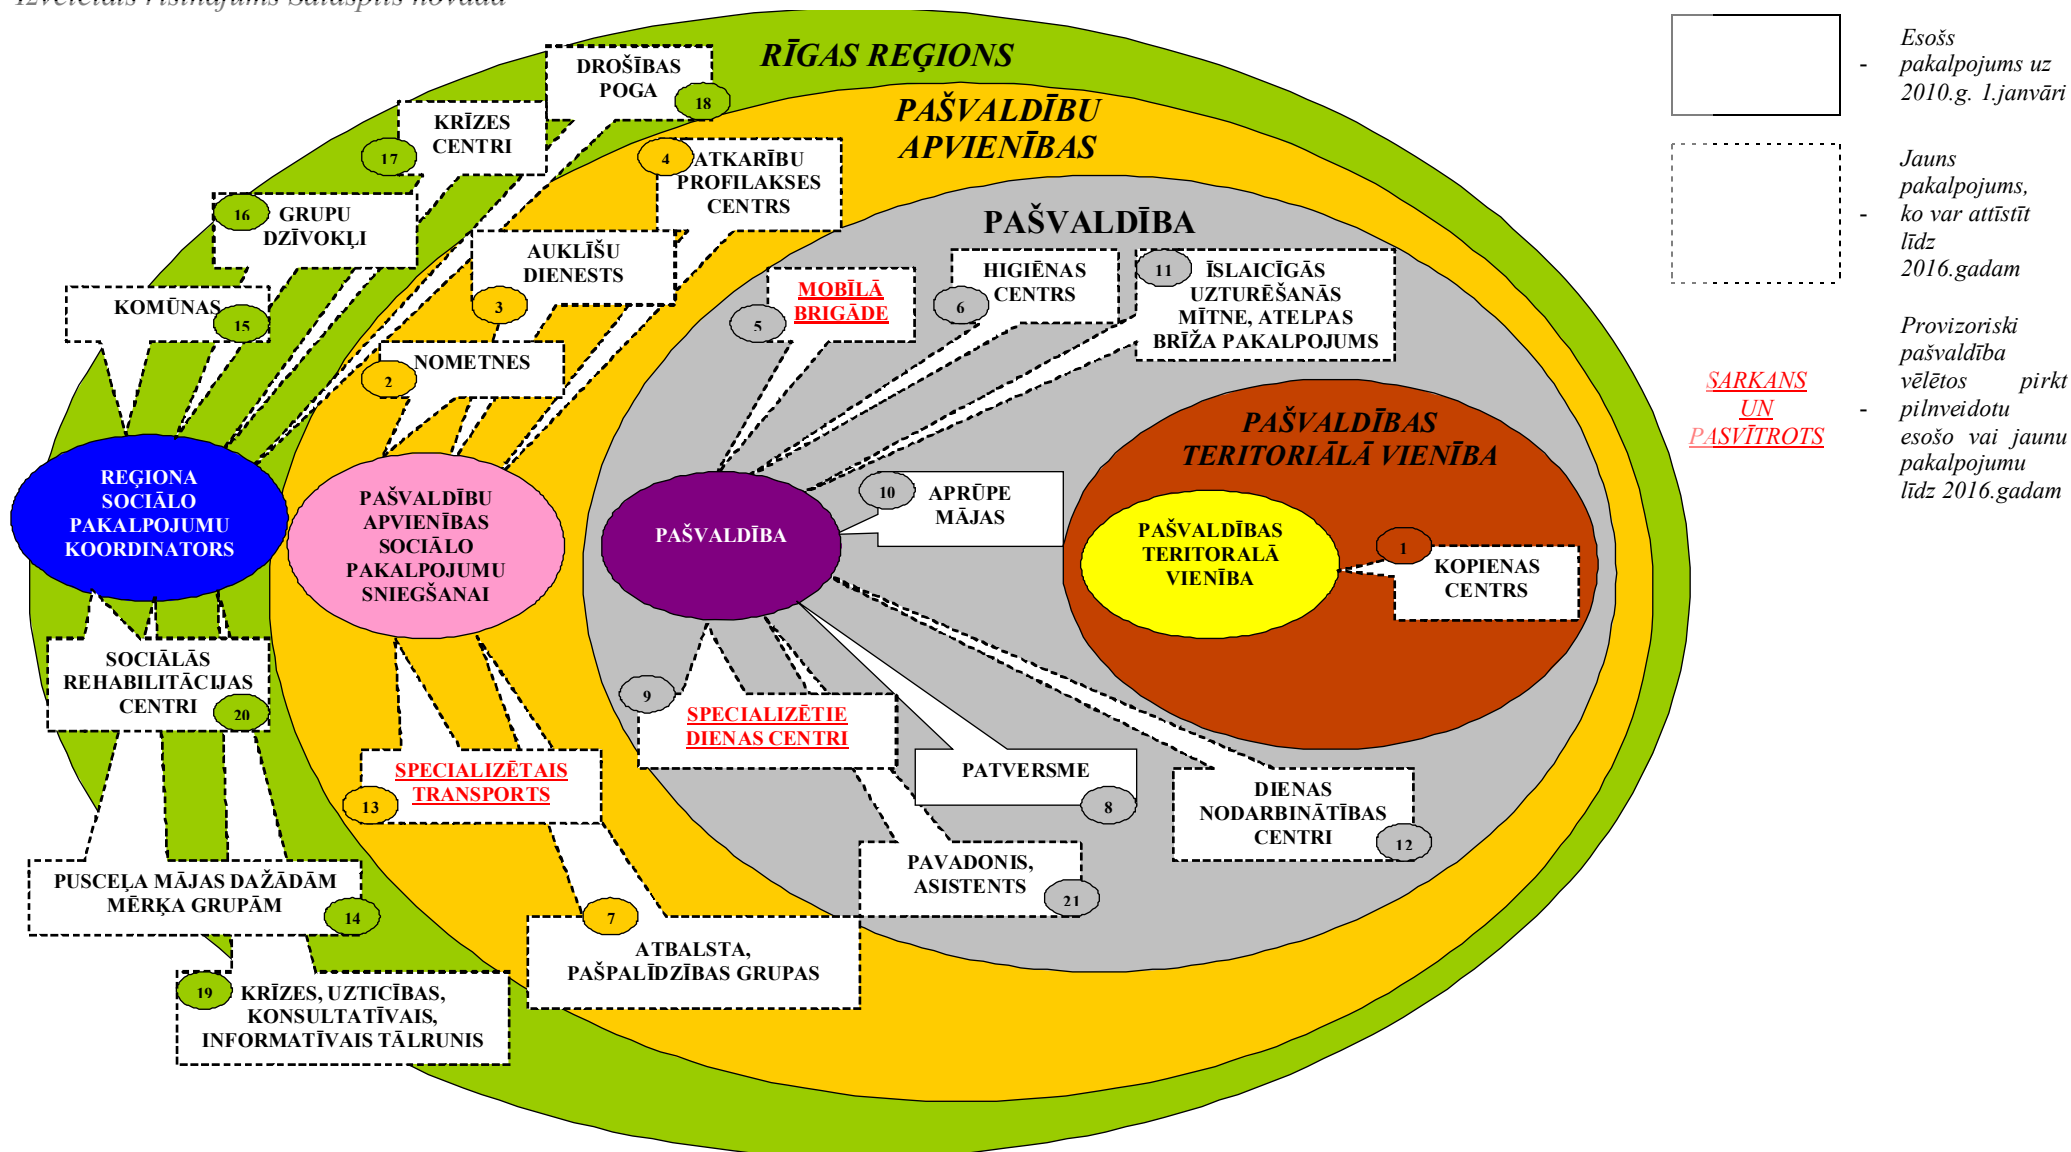 Izvēlētais risinājums Salaspils novadā
RĪGAS REĢIONS
PAŠVALDĪBU
APVIENĪBAS
PAŠVALDĪBA
PAŠVALDĪBAS
TERITORIĀLĀ VIENĪBA
DROŠĪBAS
POGA
18
KRĪZES
CENTRI
17
GRUPU
DZĪVOKĻI
16
KOMŪNAS
15
4
ATKARĪBU
PROFILAKSES
CENTRS
AUKLĪŠU
DIENESTS
3
NOMETNES
2
MOBĪLĀ
BRIGĀDE
5
HIGIĒNAS
CENTRS
6
11
ĪSLAICĪGĀS
UZTURĒŠANĀS
MĪTNE, ATELPAS
BRĪŽA PAKALPOJUMS
REĢIONA
SOCIĀLO
PAKALPOJUMU
KOORDINATORS
PAŠVALDĪBU
APVIENĪBAS
SOCIĀLO
PAKALPOJUMU
SNIEGŠANAI
PAŠVALDĪBA
10
APRŪPE
MĀJAS
PAŠVALDĪBAS
TERITORALĀ
VIENĪBA
1
KOPIENAS
CENTRS
SOCIĀLĀS
REHABILITĀCIJAS
CENTRI
20
9
SPECIALIZĒTIE
DIENAS CENTRI
SPECIALIZĒTAIS
TRANSPORTS
13
PATVERSME
8
DIENAS
NODARBINĀTĪBAS
CENTRI
12
PUSCEĻA MĀJAS DAŽĀDĀM
MĒRĶA GRUPĀM
14
PAVADONIS,
ASISTENTS
21
7
ATBALSTA,
PAŠPALĪDZĪBAS GRUPAS
19
KRĪZES, UZTICĪBAS,
KONSULTATĪVAIS,
INFORMATĪVAIS TĀLRUNIS
- Esošs
pakalpojums uz
2010.g. 1.janvāri
- Jauns
pakalpojums,
ko var attīstīt
līdz
2016.gadam
SARKANS
UN
PASVĪTROTS
- Provizoriski
pašvaldība
vēlētos pirkt
pilnveidotu
esošo vai jaunu
pakalpojumu
līdz 2016.gadam